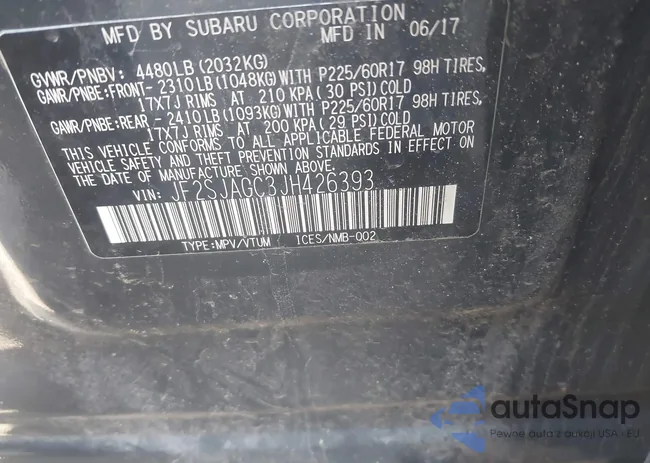 MFD BY SUBARU CORPORATION
MFD IN 06/17
GVWR/PNBV: 4480LB (2032KG)
GAWR/PNBE:FRONT- 2310LB (1048KG)WITH P225/60R17 98H TIRES,
17X7J RIMS AT 210 KPA (30 PSI)COLD
GAWR/PNBE:REAR - 2410LB (1093KG)WITH P225/60R17 98H TIRES,
17X7J RIMS AT 200 KPA (29 PSI)COLD
THIS VEHICLE CONFORMS TO ALL APPLICABLE FEDERAL MOTOR
VEHICLE SAFETY AND THEFT PREVENTION STANDARDS IN EFFECT ON
THE DATE OF MANUFACTURE SHOWN ABOVE.
VIN: JF2SJAGC3JH426393
TYPE:MPV/VTUM ICES/NMB-002
autaSnap
Pewne auta z aukcji USA - EU